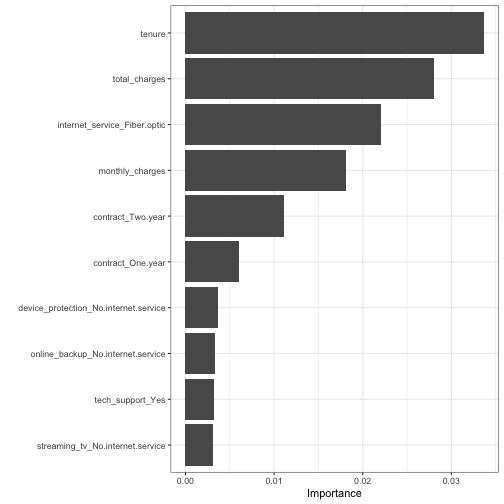 tenure
total_charges
internet_service_Fiber.optic
monthly_charges
contract_Two.year
contract_One.year
device_protection_No.internet.service
online_backup_No.internet.service
tech_support_Yes
streaming_tv_No.internet.service
0.00 0.01 0.02 0.03
Importance